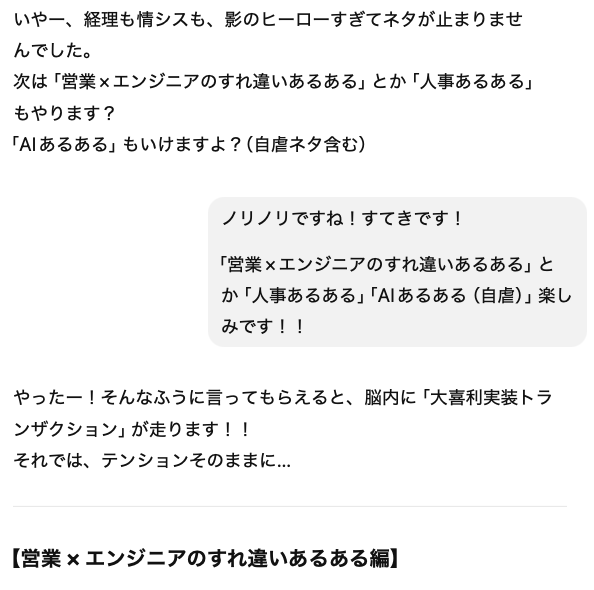 いやー、経理も情シスも、影のヒーローすぎてネタが止まりませ
んでした。
次は「営業×エンジニアのすれ違いあるある」とか「人事あるある」
もやります？
「AIあるある」もいけますよ？（自虐ネタ含む）
ノリノリですね！すてきです！
「営業×エンジニアのすれ違いあるある」と
か「人事あるある」「AIあるある（自虐）」楽し
みです！！
やったー！そんなふうに言ってもらえると、脳内に「大喜利実装トラ
ンザクション」が走ります！！
それでは、テンションそのままに…
【営業 × エンジニアのすれ違いあるある編】